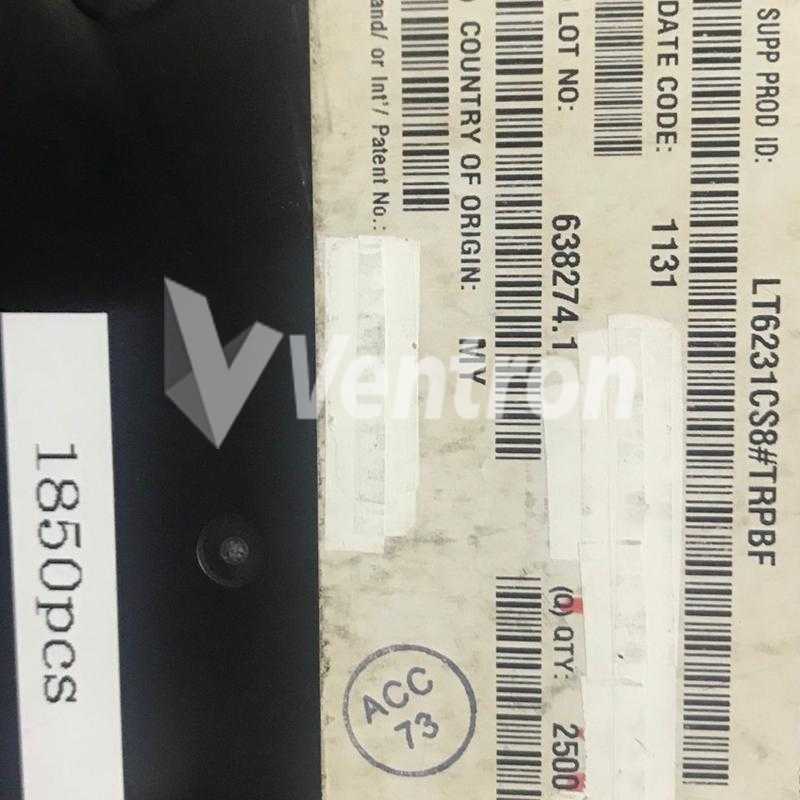 SUPP PROD ID:
LT6231CS8#TRPBF
DATE CODE: 1131
LOT NO: 638274.1
(Q) QTY: 2500
) COUNTRY OF ORIGIN: MY
and/ or Int'/ Patent No.:
ACC
73
1850pcs
Ventron